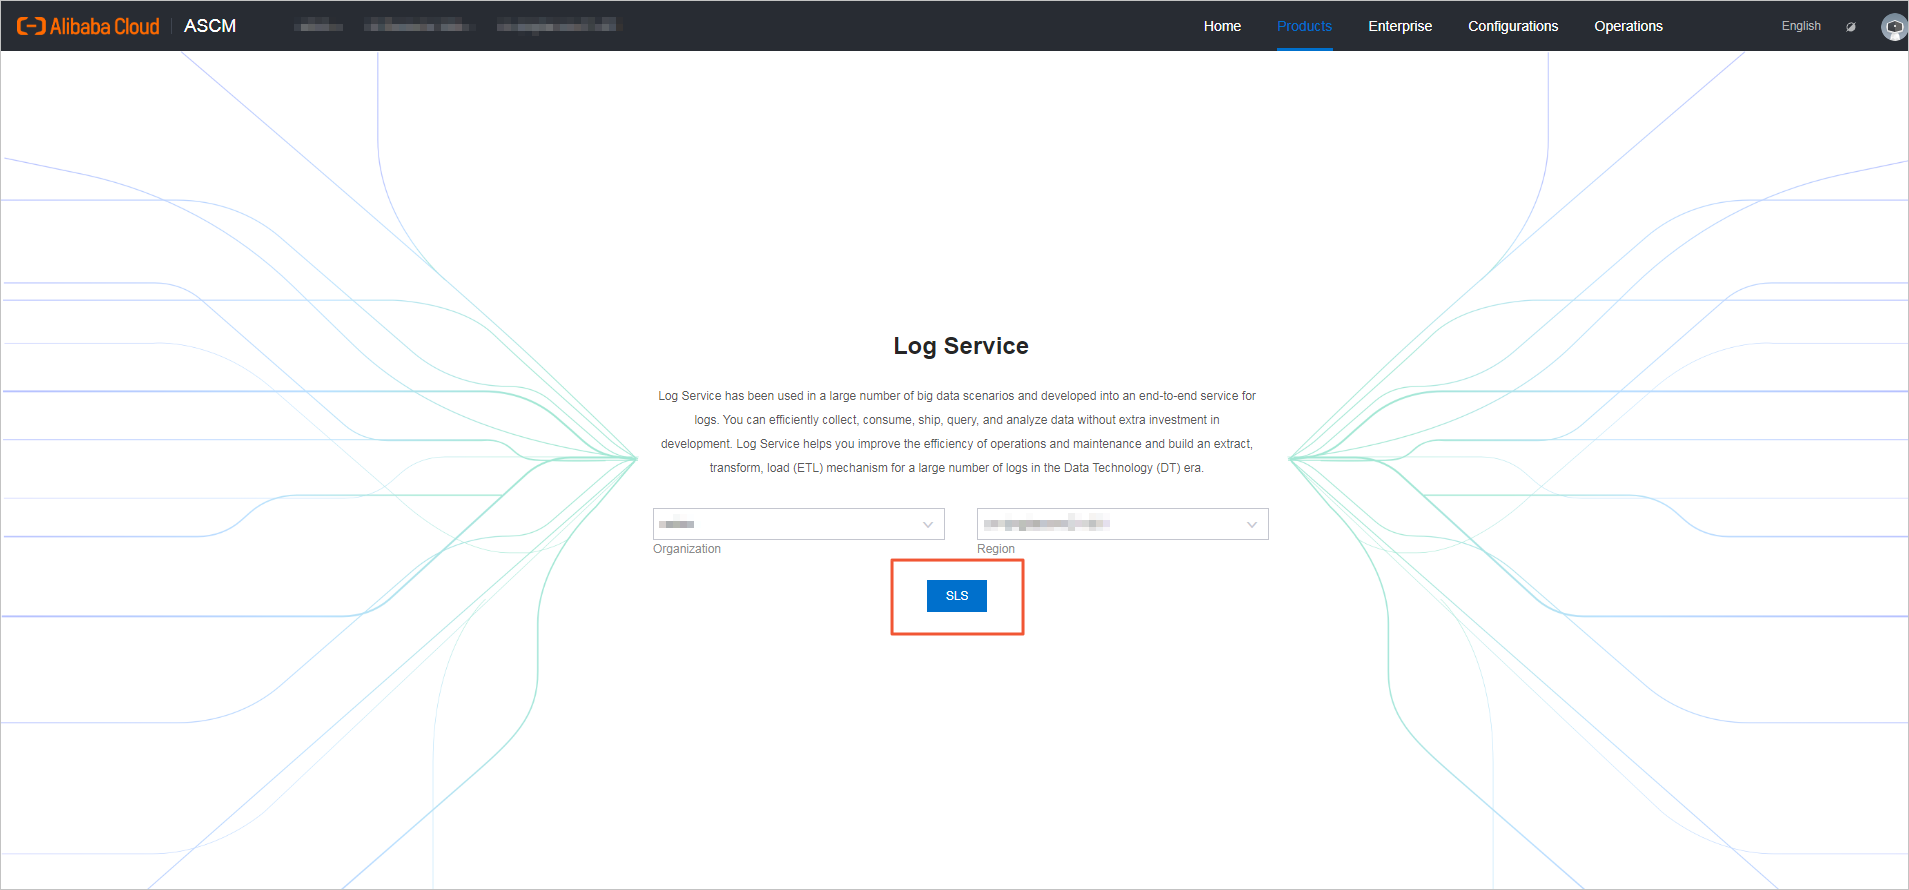 Alibaba Cloud ASCM Home Products Enterprise Configurations Operations English
Log Service
Log Service has been used in a large number of big data scenarios and developed into an end-to-end service for
logs. You can efficiently collect, consume, ship, query, and analyze data without extra investment in
development. Log Service helps you improve the efficiency of operations and maintenance and build an extract,
transform, load (ETL) mechanism for a large number of logs in the Data Technology (DT) era.
Organization Region
SLS